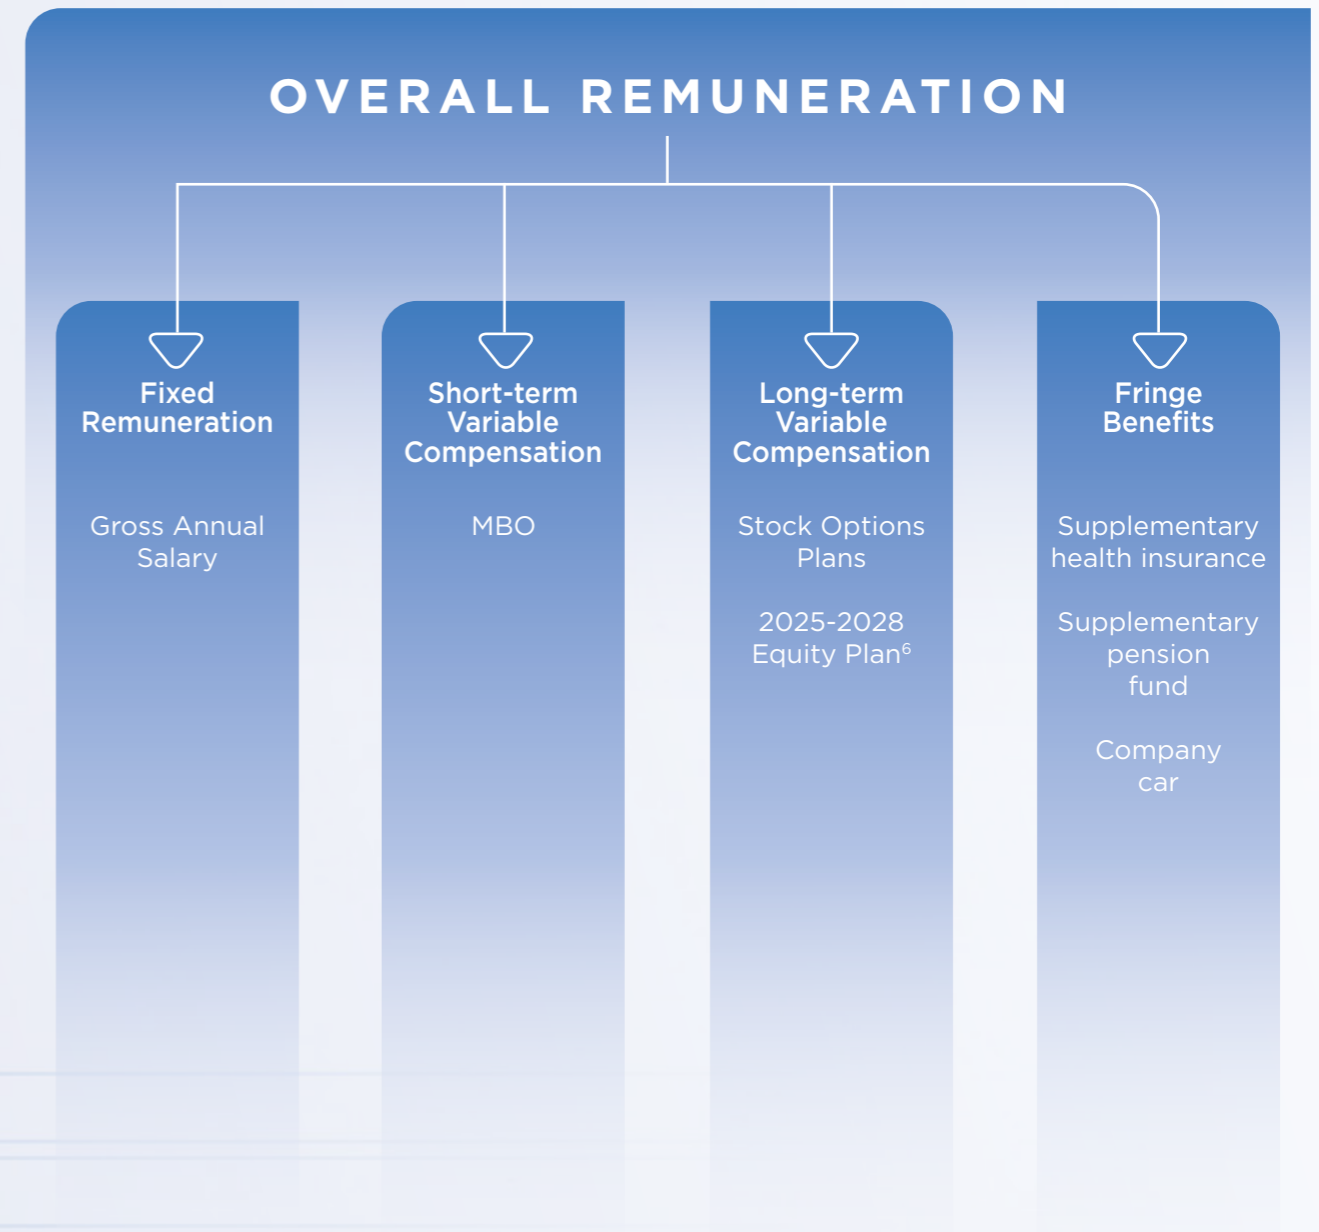 OVERALL REMUNERATION
Fixed
Remuneration
Gross Annual
Salary
Short-term
Variable
Compensation
MBO
Long-term
Variable
Compensation
Stock Options
Plans
2025-2028
Equity Plan⁶
Fringe
Benefits
Supplementary
health insurance
Supplementary
pension
fund
Company
car